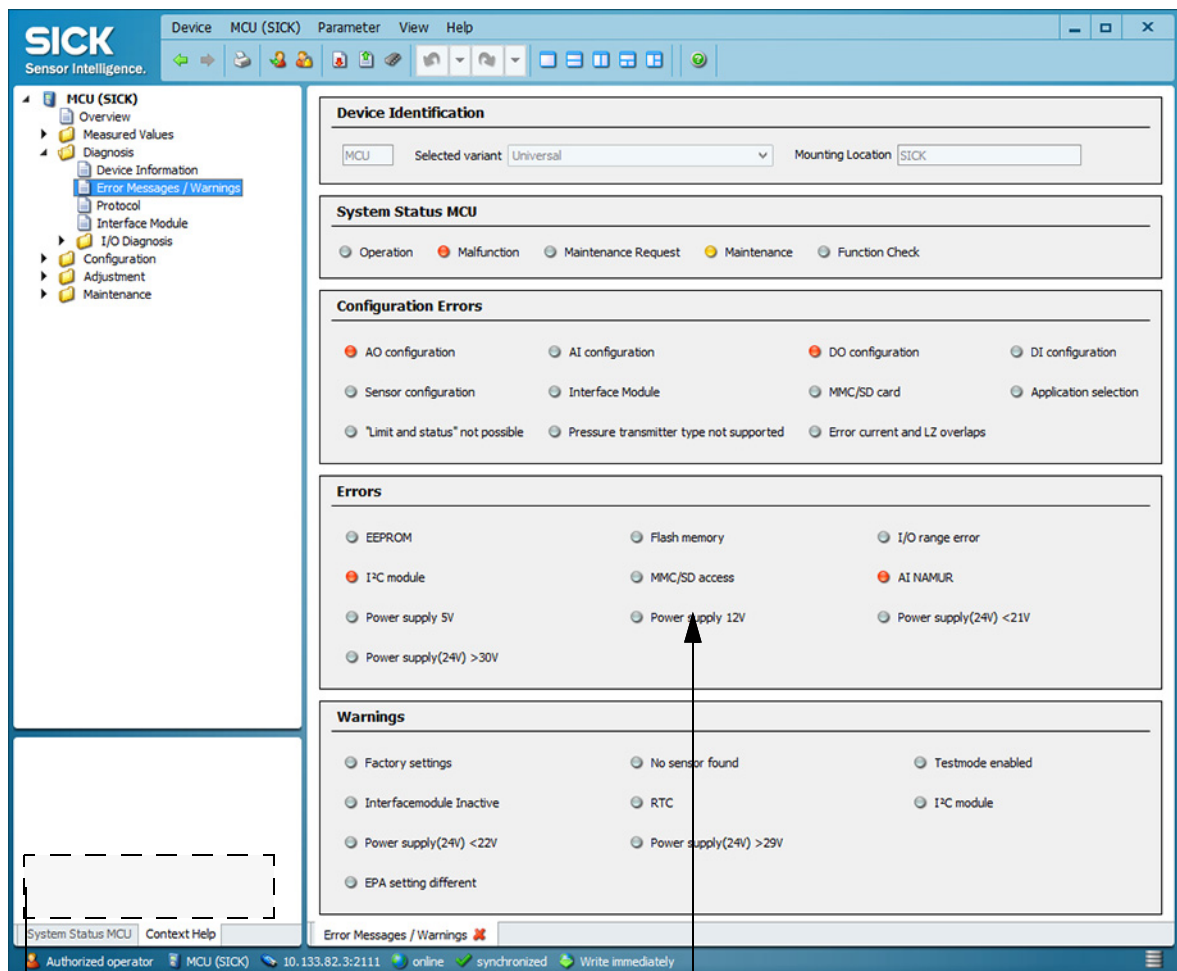 SICK
Sensor Intelligence.
Device MCU (SICK) Parameter View Help
MCU (SICK)
Overview
Measured Values
Diagnosis
Device Information
Error Messages / Warnings
Protocol
Interface Module
I/O Diagnosis
Configuration
Adjustment
Maintenance
System Status MCU Context Help
Device Identification
MCU Selected variant Universal Mounting Location SICK
System Status MCU
Operation Malfunction Maintenance Request Maintenance Function Check
Configuration Errors
AO configuration AI configuration DO configuration DI configuration
Sensor configuration Interface Module MMC/SD card Application selection
"Limit and status" not possible Pressure transmitter type not supported Error current and LZ overlaps
Errors
EEPROM Flash memory I/O range error
I²C module MMC/SD access AI NAMUR
Power supply 5V Power supply 12V Power supply(24V) <21V
Power supply(24V) >30V
Warnings
Factory settings No sensor found Testmode enabled
Interfacemodule Inactive RTC I²C module
Power supply(24V) <22V Power supply(24V) >29V
EPA setting different
Error Messages / Warnings
Authorized operator MCU (SICK) 10.133.82.3:2111 online synchronized Write immediately